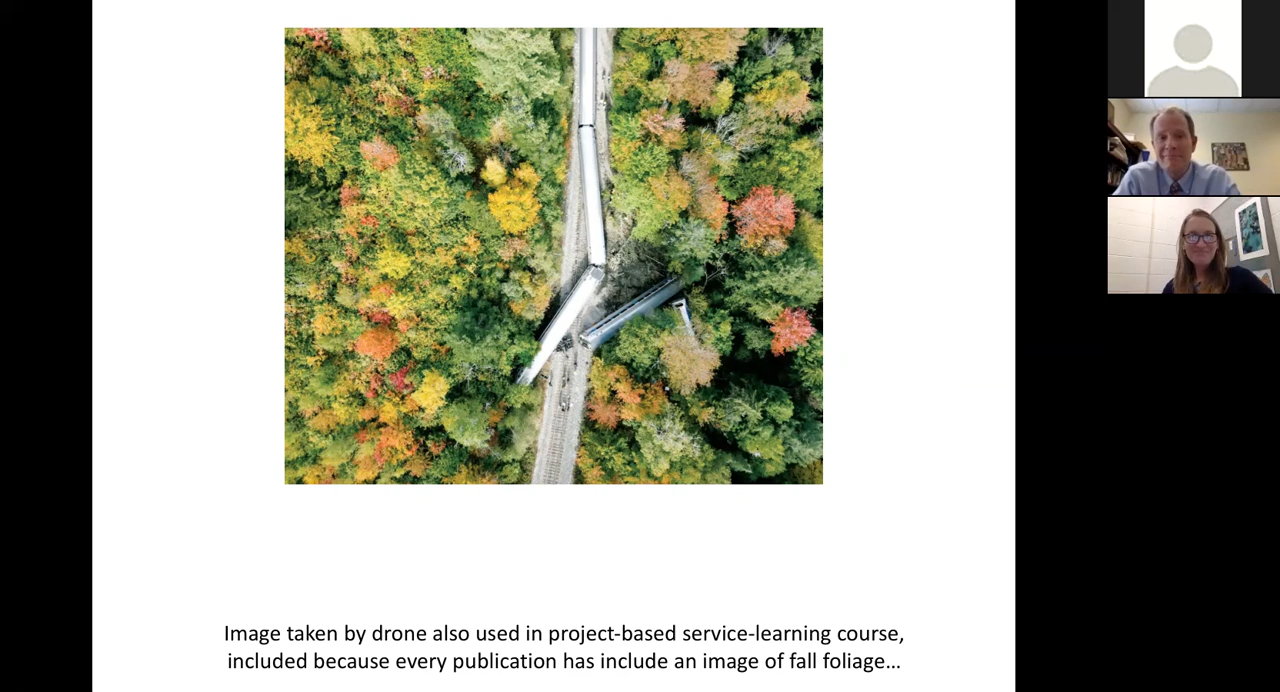 Image taken by drone also used in project-based service-learning course,
included because every publication has include an image of fall foliage…